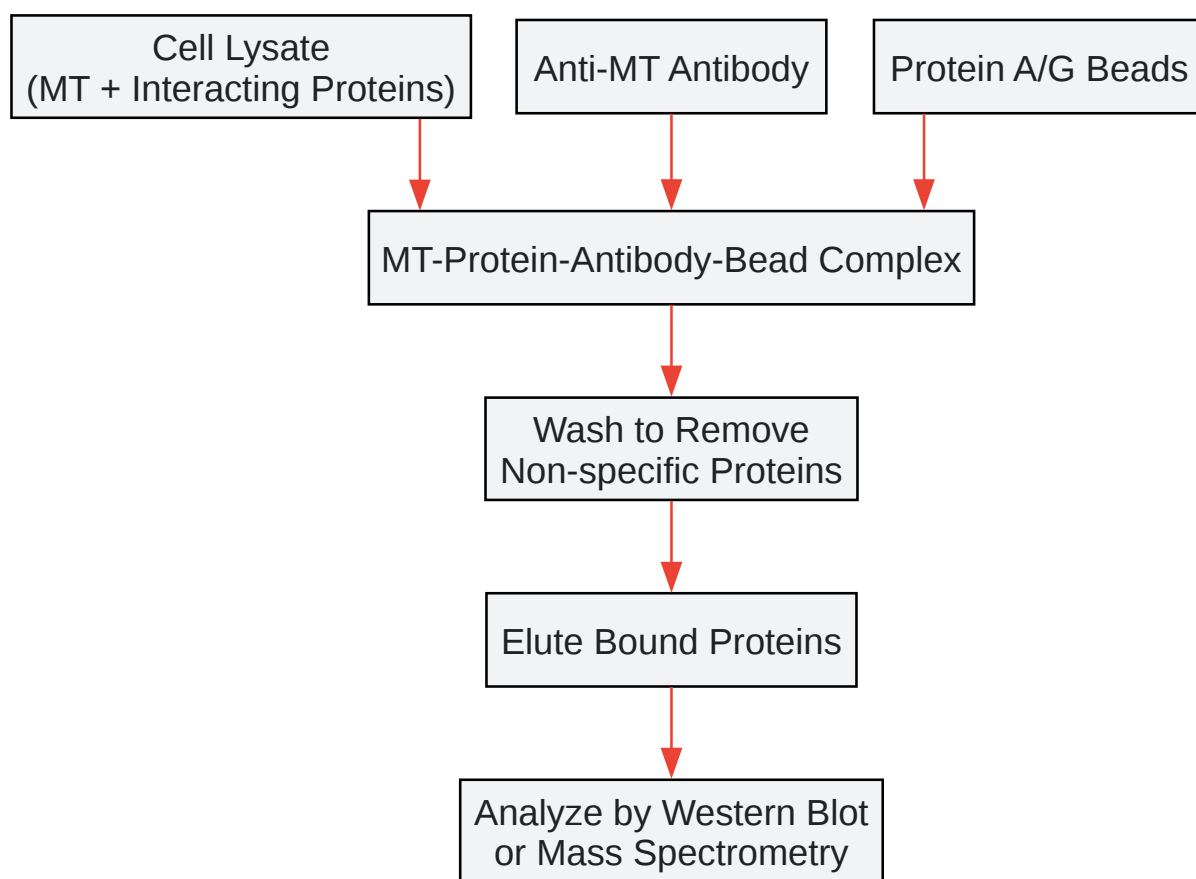 Cell Lysate
(MT + Interacting Proteins)
Anti-MT Antibody
Protein A/G Beads
MT-Protein-Antibody-Bead Complex
Wash to Remove
Non-specific Proteins
Elute Bound Proteins
Analyze by Western Blot
or Mass Spectrometry